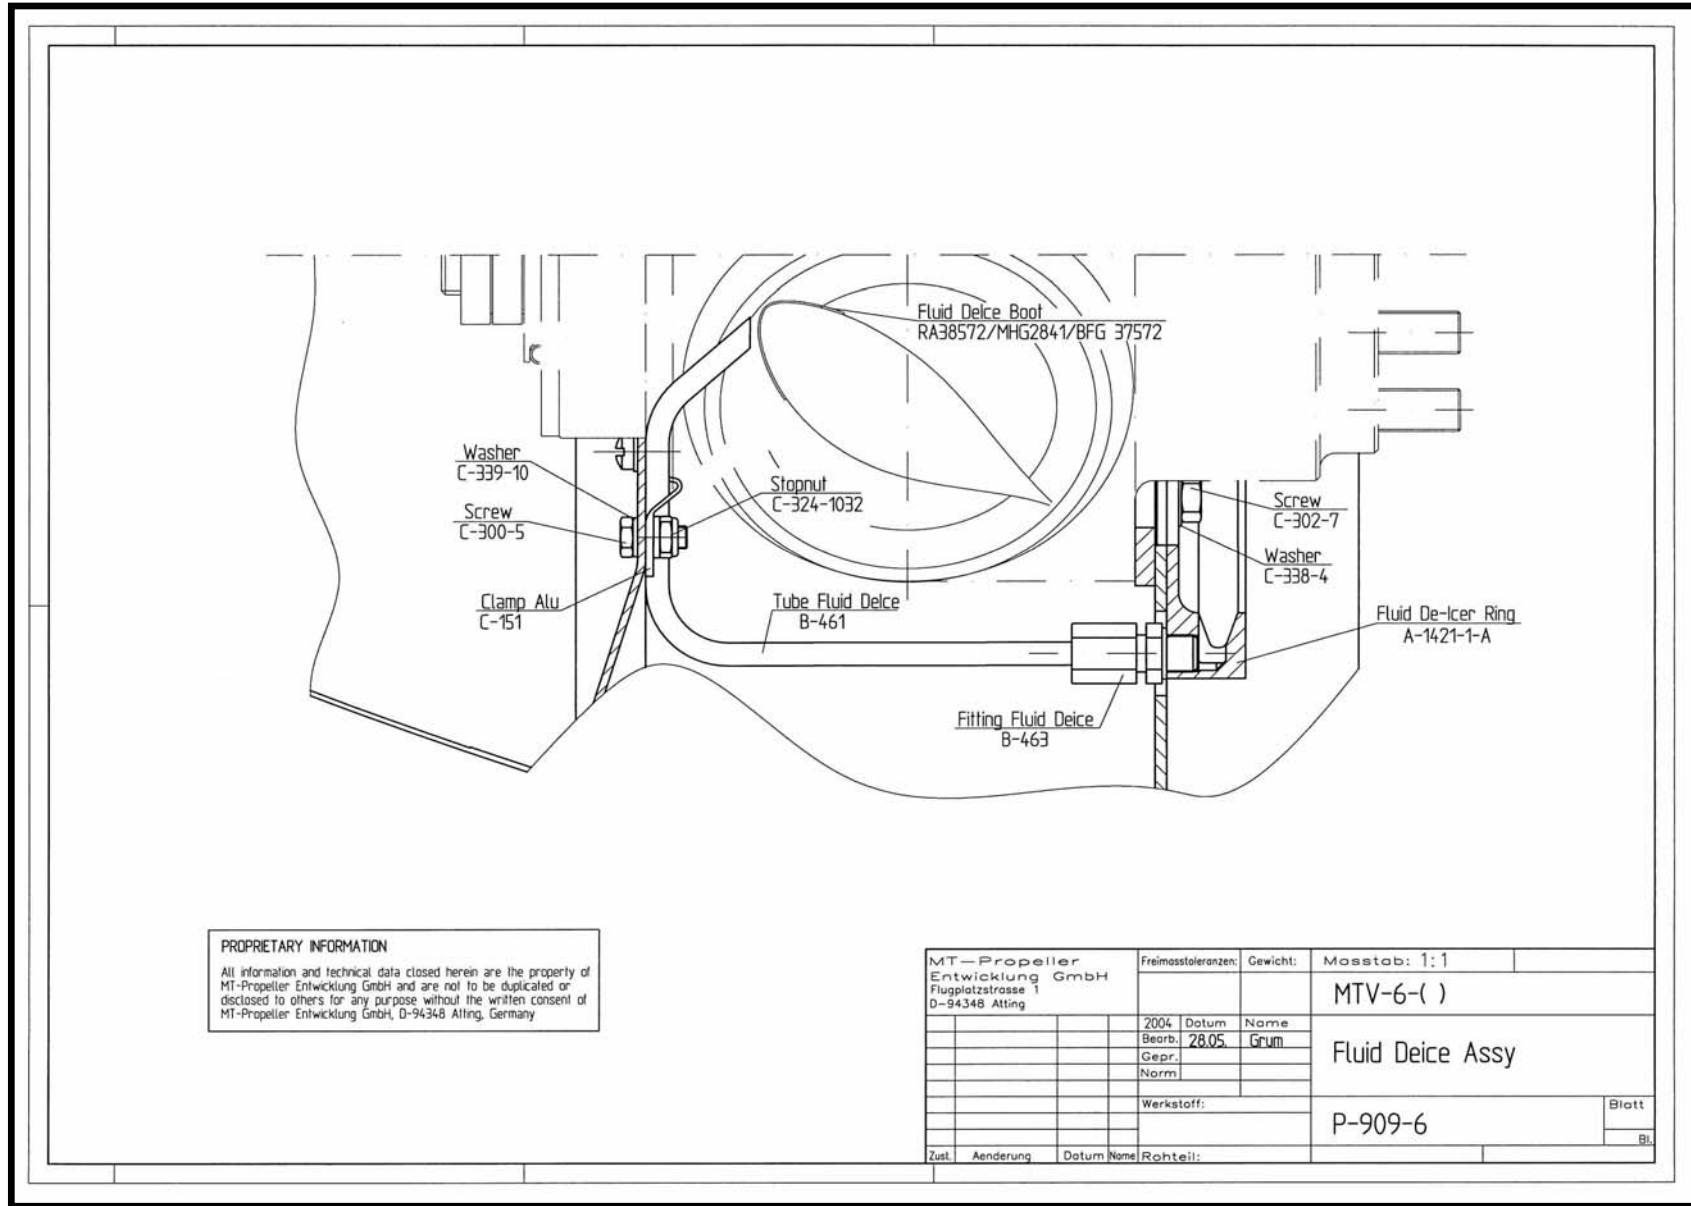 Fluid DeIce Boot
RA38572/MHG2841/BFG 37572
Washer
C-339-10
Screw
C-300-5
Stopnut
C-324-1032
Screw
C-302-7
Washer
C-338-4
Clamp Alu
C-151
Tube Fluid DeIce
B-461
Fluid De-Icer Ring
A-1421-1-A
Fitting Fluid Deice
B-463
PROPRIETARY INFORMATION
All information and technical data closed herein are the property of
MT-Propeller Entwicklung GmbH and are not to be duplicated or
disclosed to others for any purpose without the written consent of
MT-Propeller Entwicklung GmbH, D-94348 Atting, Germany
MT-Propeller
Entwicklung GmbH
Flugplatzstrasse 1
D-94348 Atting
Freimasstoleranzen:
Gewicht:
Masstab: 1:1
MTV-6-( )
2004 Datum Name
Bearb. 28.05. Grum
Gepr.
Norm
Fluid Deice Assy
Werkstoff:
P-909-6
Blatt
Bl.
Zust. Aenderung Datum Name Rohteil: